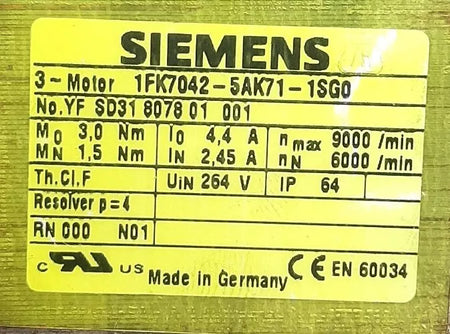 SIEMENS
3~Motor 1FK7042-5AK71-1SG0
No.YF SD31 8078 01 001
M0 3,0 Nm I0 4,4 A nmax 9000 /min
MN 1,5 Nm IN 2,45 A nN 6000 /min
Th.Cl.F UIN 264 V IP 64
Resolver p=4
RN 000 N01
c RU US Made in Germany CE EN 60034